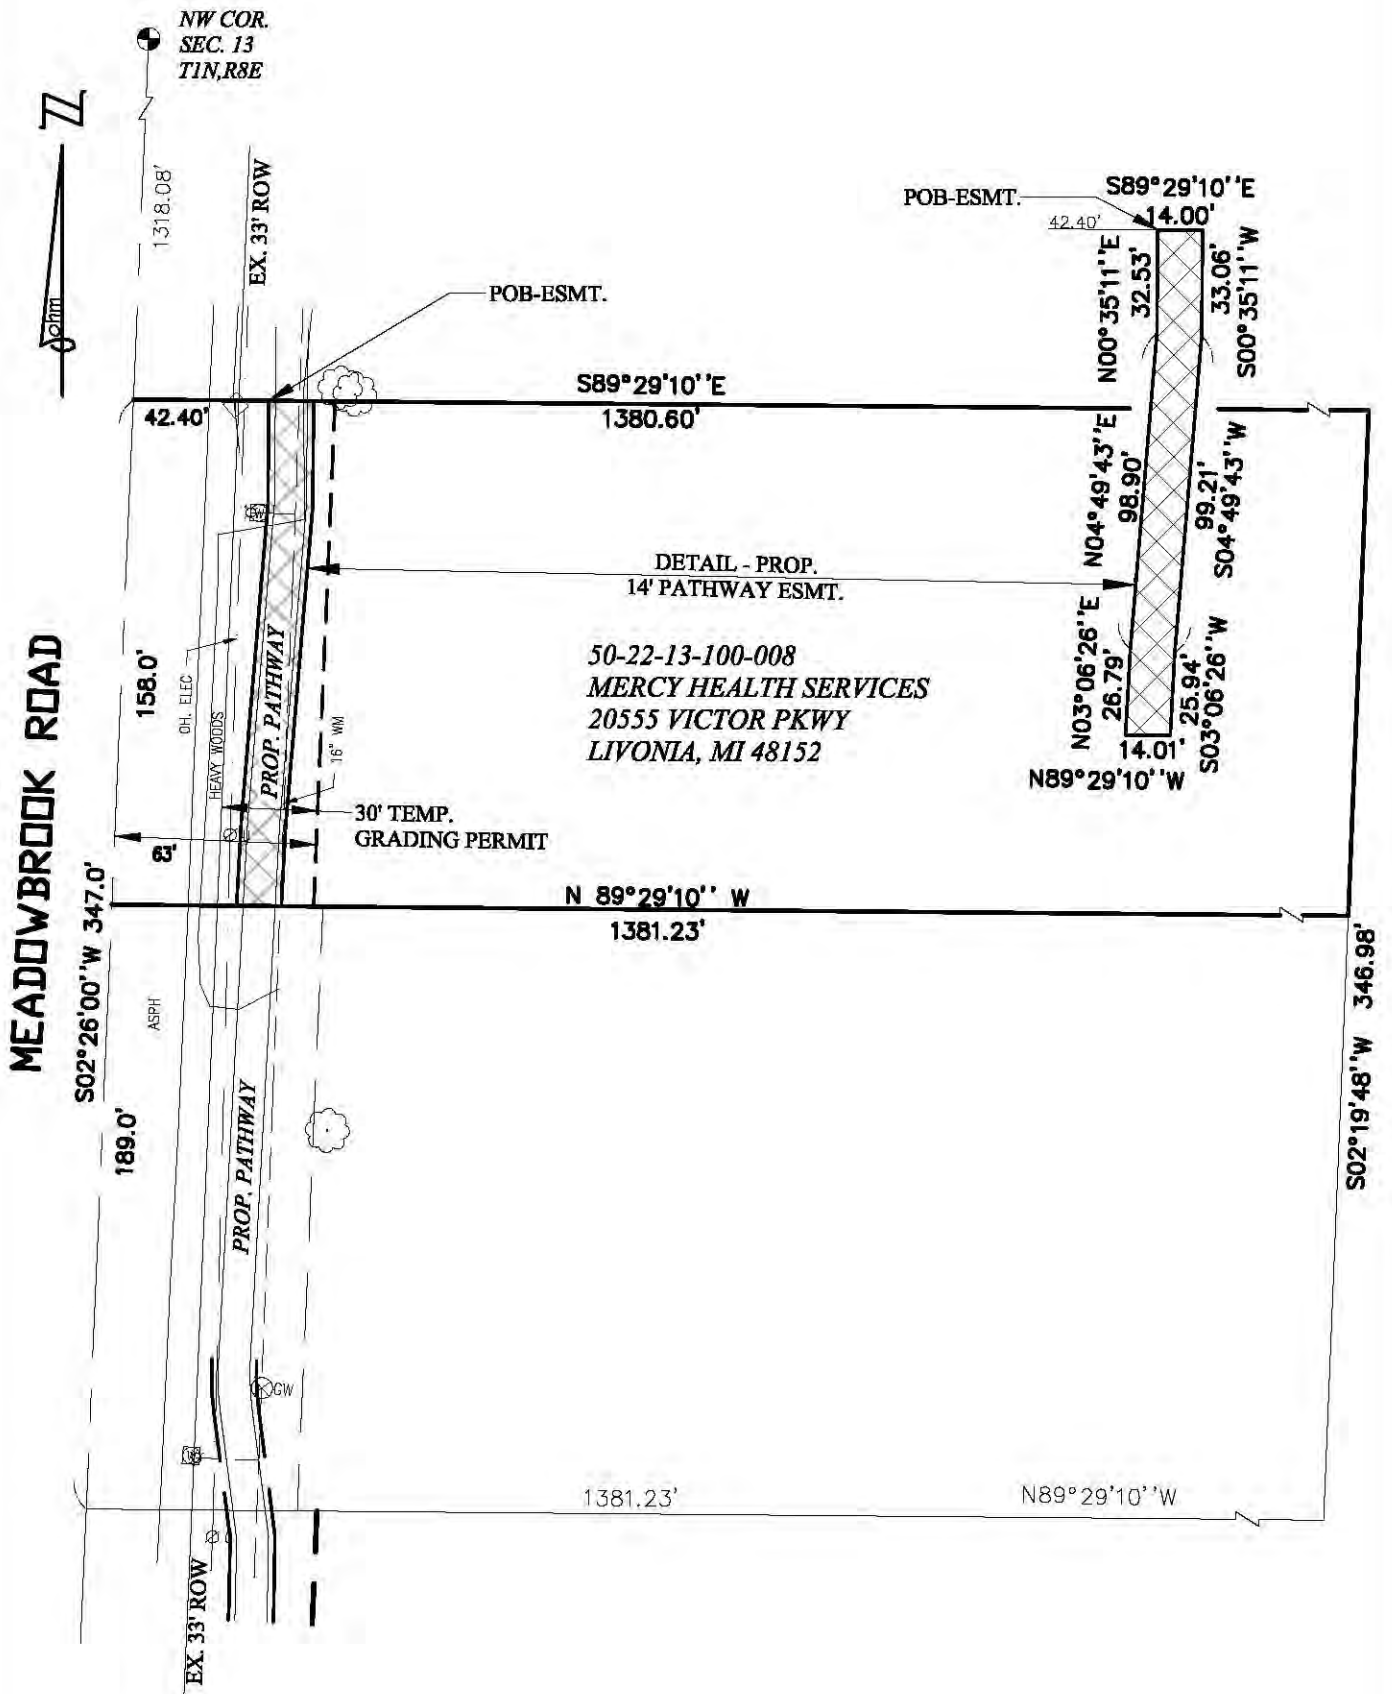 NW COR.
SEC. 13
T1N,R8E
Z
ohm
1318.08'
EX. 33' ROW
POB-ESMT.
S89°29'10''E
14.00'
42.40'
N00°35'11''E
32.53'
33.06'
S00°35'11''W
POB-ESMT.
S89°29'10''E
42.40'
1380.60'
N04°49'43''E
98.90'
99.21'
S04°49'43''W
DETAIL - PROP.
14' PATHWAY ESMT.
50-22-13-100-008
MERCY HEALTH SERVICES
20555 VICTOR PKWY
LIVONIA, MI 48152
N03°06'26''E
26.79'
25.94'
S03°06'26''W
14.01'
N89°29'10''W
MEADOWBROOK ROAD
158.0'
OH. ELEC
HEAVY WOODS
PROP. PATHWAY
16" WM
30' TEMP.
GRADING PERMIT
63'
N 89°29'10'' W
1381.23'
S02°26'00''W 347.0'
ASPH
189.0'
PROP. PATHWAY
S02°19'48''W 346.98'
GW
1381.23'
N89°29'10''W
EX. 33' ROW